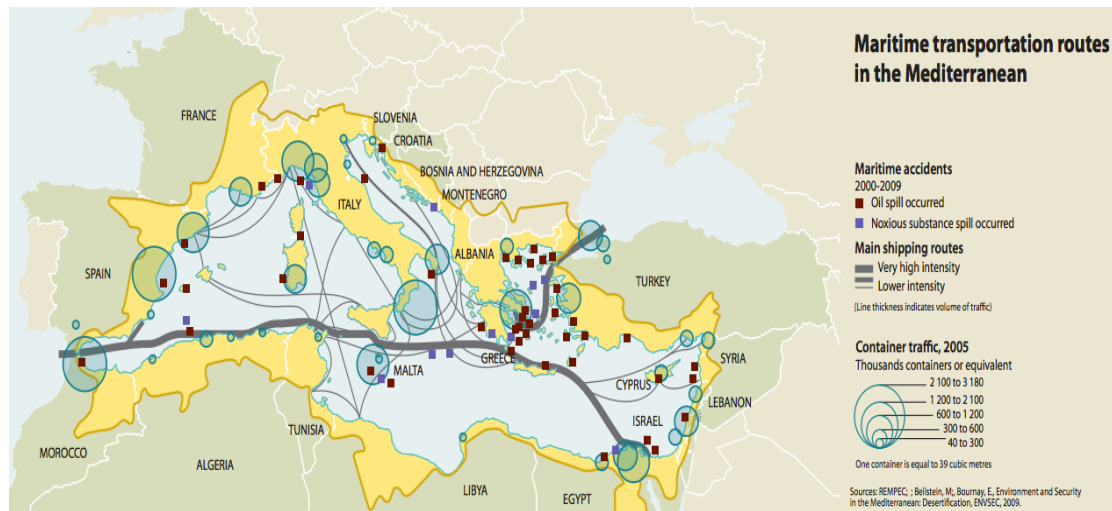 Maritime transportation routes
in the Mediterranean
FRANCE
SLOVENIA
CROATIA
BOSNIA AND HERZEGOVINA
MONTENEGRO
ITALY
ALBANIA
SPAIN
TURKEY
GREECE
MALTA
CYPRUS
SYRIA
LEBANON
ISRAEL
TUNISIA
MOROCCO
ALGERIA
LIBYA
EGYPT
Maritime accidents
2000-2009
Oil spill occurred
Noxious substance spill occurred
Main shipping routes
Very high intensity
Lower intensity
(Line thickness indicates volume of traffic)
Container traffic, 2005
Thousands containers or equivalent
2 100 to 3 180
1 200 to 2 100
600 to 1 200
300 to 600
40 to 300
One container is equal to 39 cubic metres
Sources: REMPEC; ; Beilstein, M;, Bournay, E., Environment and Security
in the Mediterranean: Desertification, ENVSEC, 2009.